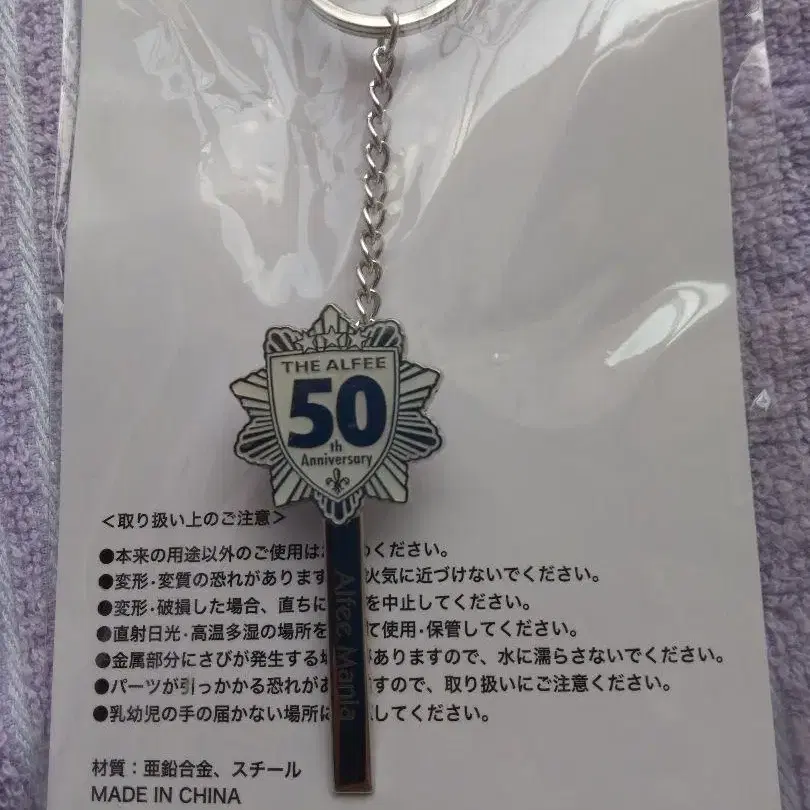 THE ALFEE
50
th
Anniversary
Alfee Mania
<取り扱い上のご注意>
●本来の用途以外のご使用は めください。
●変形·変質の恐れがあります 火気に近づけないでください。
●変形·破損した場合、直ちに を中止してください。
●直射日光·高温多湿の場所を て使用·保管してください。
●金属部分にさびが発生する がありますので、水に濡らさないでください。
●パーツが引っかかる恐れがあ すので、取り扱いにご注意ください。
●乳幼児の手の届かない場所に してください。
材質：亜鉛合金、スチール
MADE IN CHINA